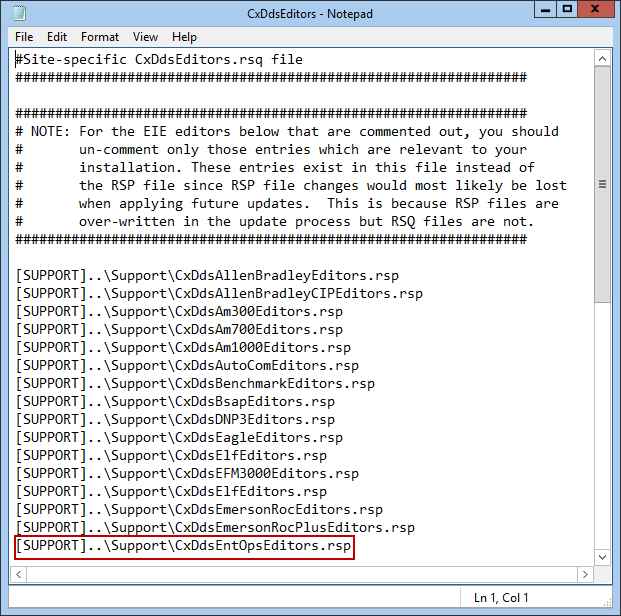 CxDdsEditors - Notepad
File Edit Format View Help
#Site-specific CxDdsEditors.rsq file
################################################################
################################################################
# NOTE: For the EIE editors below that are commented out, you should
#       un-comment only those entries which are relevant to your
#       installation. These entries exist in this file instead of
#       the RSP file since RSP file changes would most likely be lost
#       when applying future updates.  This is because RSP files are
#       over-written in the update process but RSQ files are not.
################################################################
[SUPPORT]..\Support\CxDdsAllenBradleyEditors.rsp
[SUPPORT]..\Support\CxDdsAllenBradleyCIPEditors.rsp
[SUPPORT]..\Support\CxDdsAm300Editors.rsp
[SUPPORT]..\Support\CxDdsAm700Editors.rsp
[SUPPORT]..\Support\CxDdsAm1000Editors.rsp
[SUPPORT]..\Support\CxDdsAutoComEditors.rsp
[SUPPORT]..\Support\CxDdsBenchmarkEditors.rsp
[SUPPORT]..\Support\CxDdsBsapEditors.rsp
[SUPPORT]..\Support\CxDdsDNP3Editors.rsp
[SUPPORT]..\Support\CxDdsEagleEditors.rsp
[SUPPORT]..\Support\CxDdsElfEditors.rsp
[SUPPORT]..\Support\CxDdsEFM3000Editors.rsp
[SUPPORT]..\Support\CxDdsElfEditors.rsp
[SUPPORT]..\Support\CxDdsEmersonRocEditors.rsp
[SUPPORT]..\Support\CxDdsEmersonRocPlusEditors.rsp
[SUPPORT]..\Support\CxDdsEntOpsEditors.rsp
Ln 1, Col 1